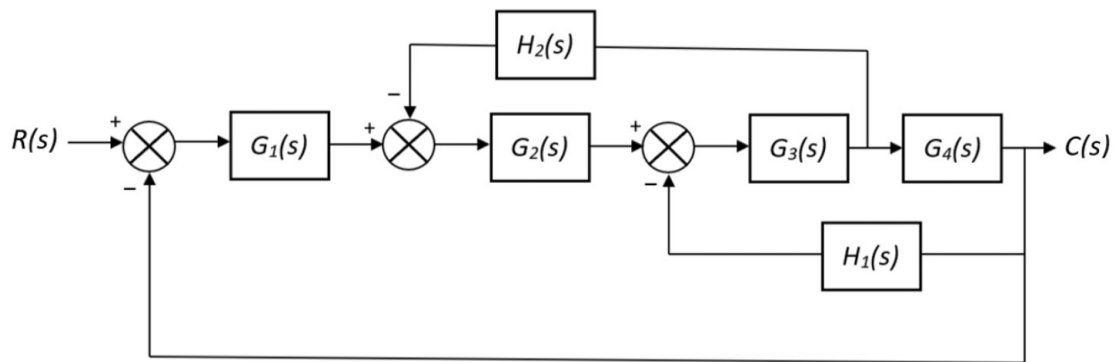 H₂(s)
–
+
R(s)
G₁(s)
+
G₂(s)
+
G₃(s)
G₄(s)
C(s)
–
–
H₁(s)